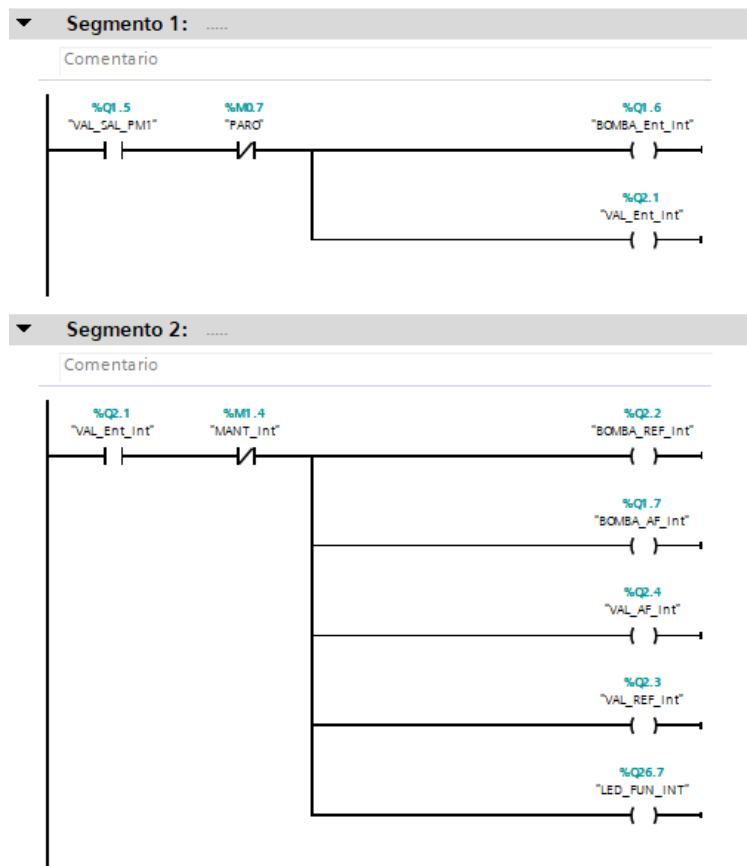 Segmento 1: .....
Comentario
%Q1.5 %M0.7 %Q1.6
"VAL_SAL_PM1" "PARO" "BOMBA_Ent_Int"
%Q2.1
"VAL_Ent_Int"
Segmento 2: .....
Comentario
%Q2.1 %M1.4 %Q2.2
"VAL_Ent_Int" "MANT_Int" "BOMBA_REF_Int"
%Q1.7
"BOMBA_AF_Int"
%Q2.4
"VAL_AF_Int"
%Q2.3
"VAL_REF_Int"
%Q26.7
"LED_FUN_INT"